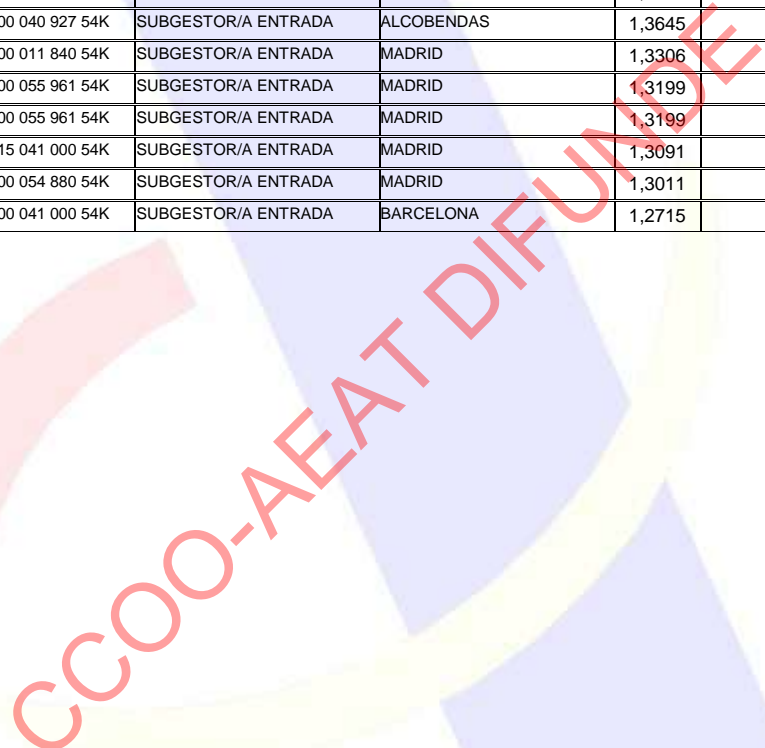 00 040 927 54K SUBGESTOR/A ENTRADA ALCOBENDAS 1,3645
00 011 840 54K SUBGESTOR/A ENTRADA MADRID 1,3306
00 055 961 54K SUBGESTOR/A ENTRADA MADRID 1,3199
00 055 961 54K SUBGESTOR/A ENTRADA MADRID 1,3199
15 041 000 54K SUBGESTOR/A ENTRADA MADRID 1,3091
00 054 880 54K SUBGESTOR/A ENTRADA MADRID 1,3011
00 041 000 54K SUBGESTOR/A ENTRADA BARCELONA 1,2715
CCOO-AEAT DIFUNDE